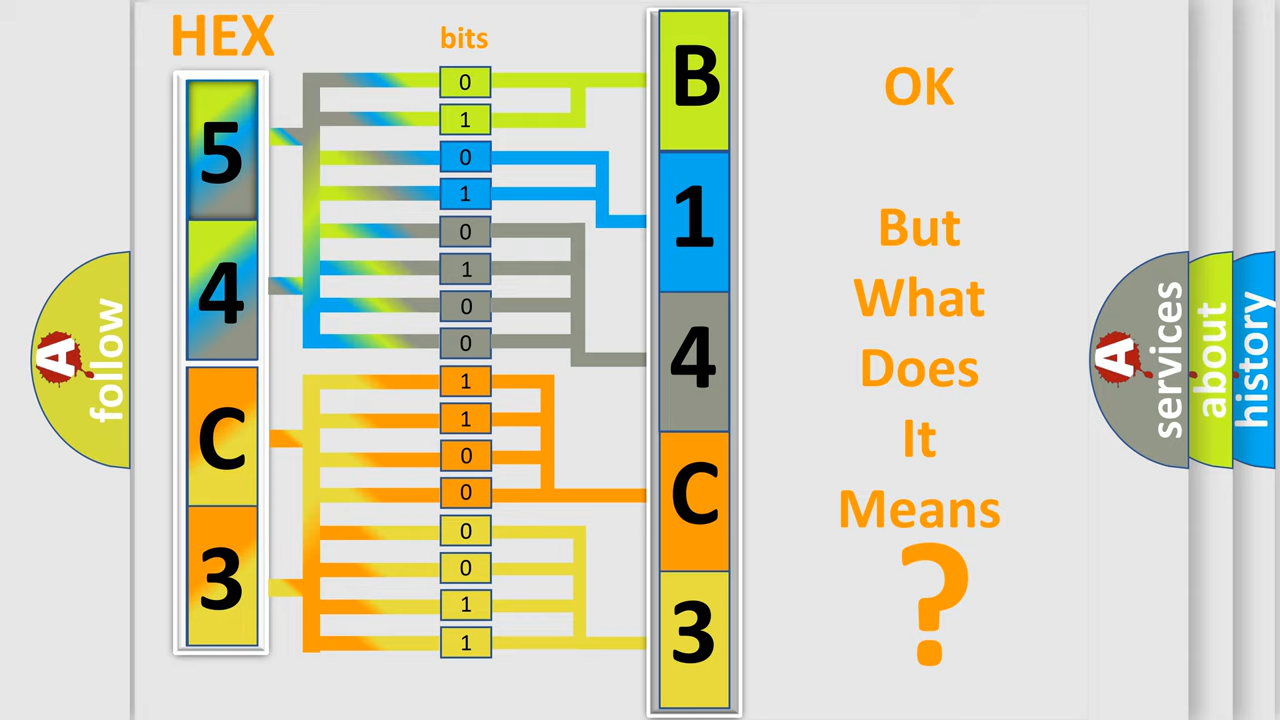 HEX
bits
5
4
C
3
0
1
0
1
0
1
0
0
1
1
0
0
0
0
1
1
B
1
4
C
3
OK
But
What
Does
It
Means
?
A
follow
A
services
about
history